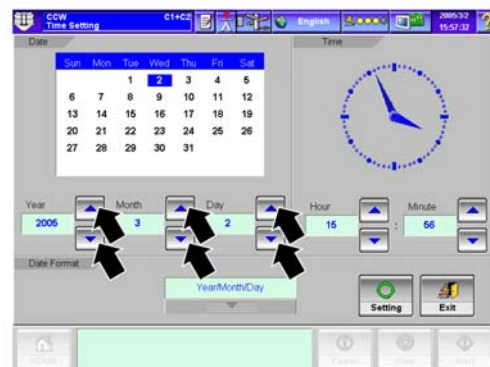 CCW
Time Setting
C1+C2
English
2005/3/2
15:57:32
Date
Time
Sun Mon Tue Wed Thu Fri Sat
1 2 3 4 5
6 7 8 9 10 11 12
13 14 15 16 17 18 19
20 21 22 23 24 25 26
27 28 29 30 31
Year Month Day Hour Minute
2005 3 2 15 : 56
Date Format
Year/Month/Day
Setting Exit
Power Stop Start